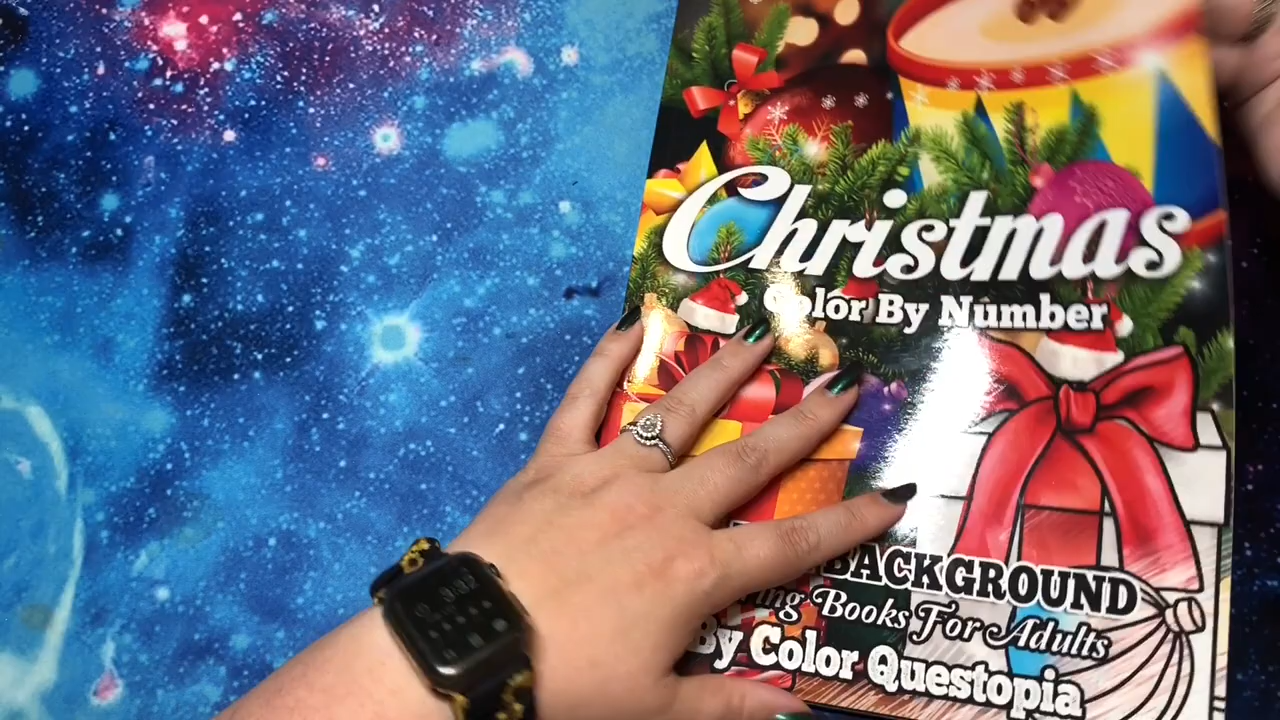 Christmas
Color By Number
BACKGROUND
Books For Adults
By Color Questopia